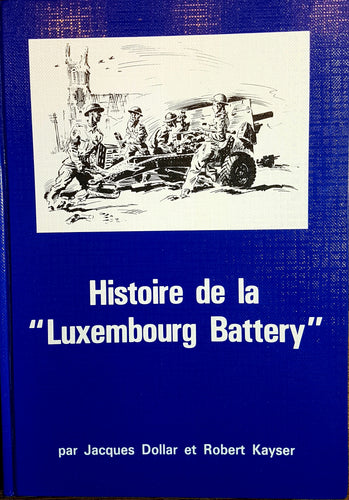 Histoire de la
"Luxembourg Battery"
par Jacques Dollar et Robert Kayser